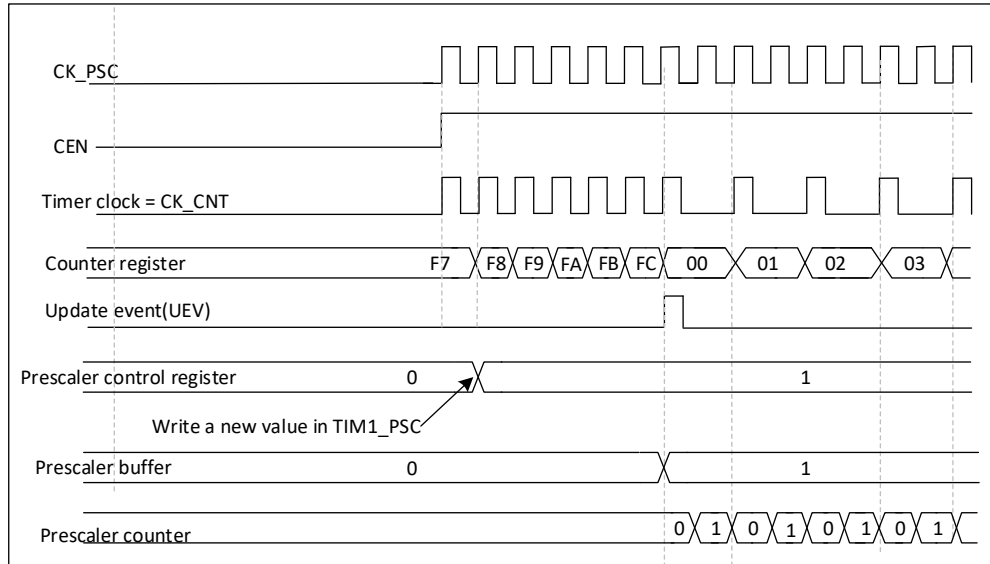 CK_PSC
CEN
Timer clock = CK_CNT
Counter register F7 F8 F9 FA FB FC 00 01 02 03
Update event(UEV)
Prescaler control register 0 1
Write a new value in TIM1_PSC
Prescaler buffer 0 1
Prescaler counter 0 1 0 1 0 1 0 1